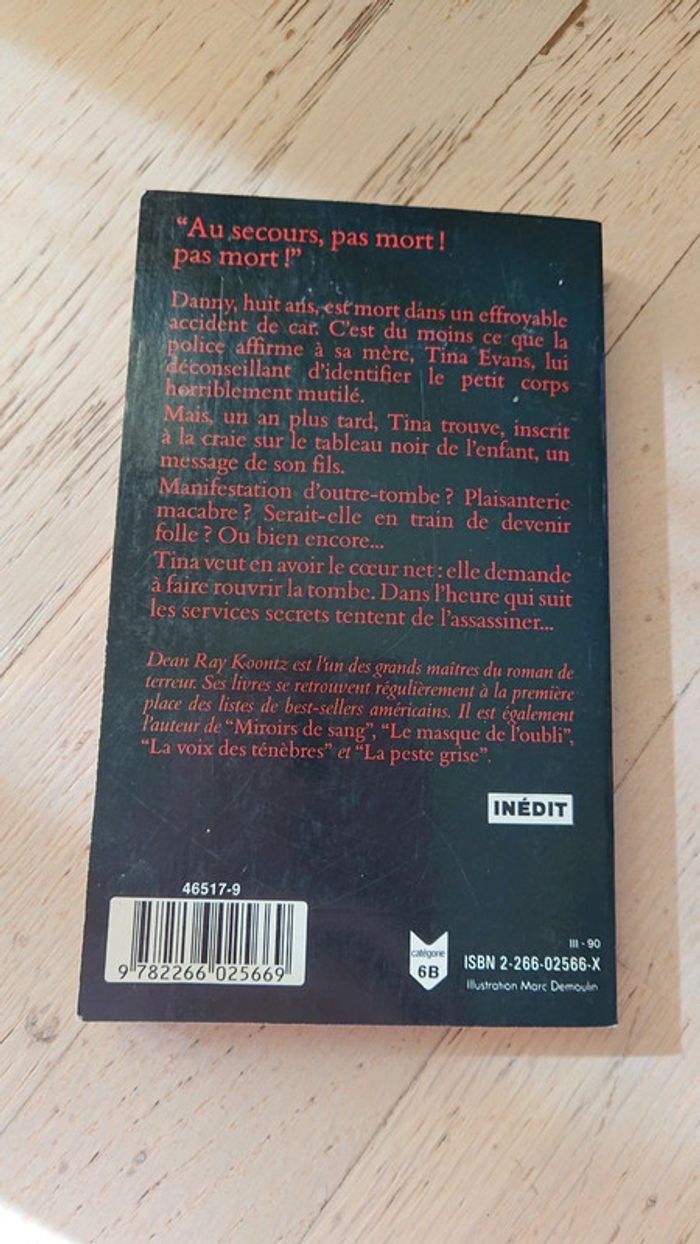 “Au secours, pas mort !
pas mort !”
Danny, huit ans, est mort dans un effroyable
accident de car. C’est du moins ce que la
police affirme à sa mère, Tina Evans, lui
déconseillant d’identifier le petit corps
horriblement mutilé.
Mais, un an plus tard, Tina trouve, inscrit
à la craie sur le tableau noir de l’enfant, un
message de son fils.
Manifestation d’outre-tombe ? Plaisanterie
macabre ? Serait-elle en train de devenir
folle ? Ou bien encore...
Tina veut en avoir le cœur net : elle demande
à faire rouvrir la tombe. Dans l’heure qui suit
les services secrets tentent de l’assassiner...
Dean Ray Koontz est l’un des grands maîtres du roman de
terreur. Ses livres se retrouvent régulièrement à la première
place des listes de best-sellers américains. Il est également
l’auteur de “Miroirs de sang”, “Le masque de l’oubli”,
“La voix des ténèbres” et “La peste grise”.
INÉDIT
46517-9
9 782266 025669
catégorie
6B
III - 90
ISBN 2-266-02566-X
Illustration Marc Demoulin